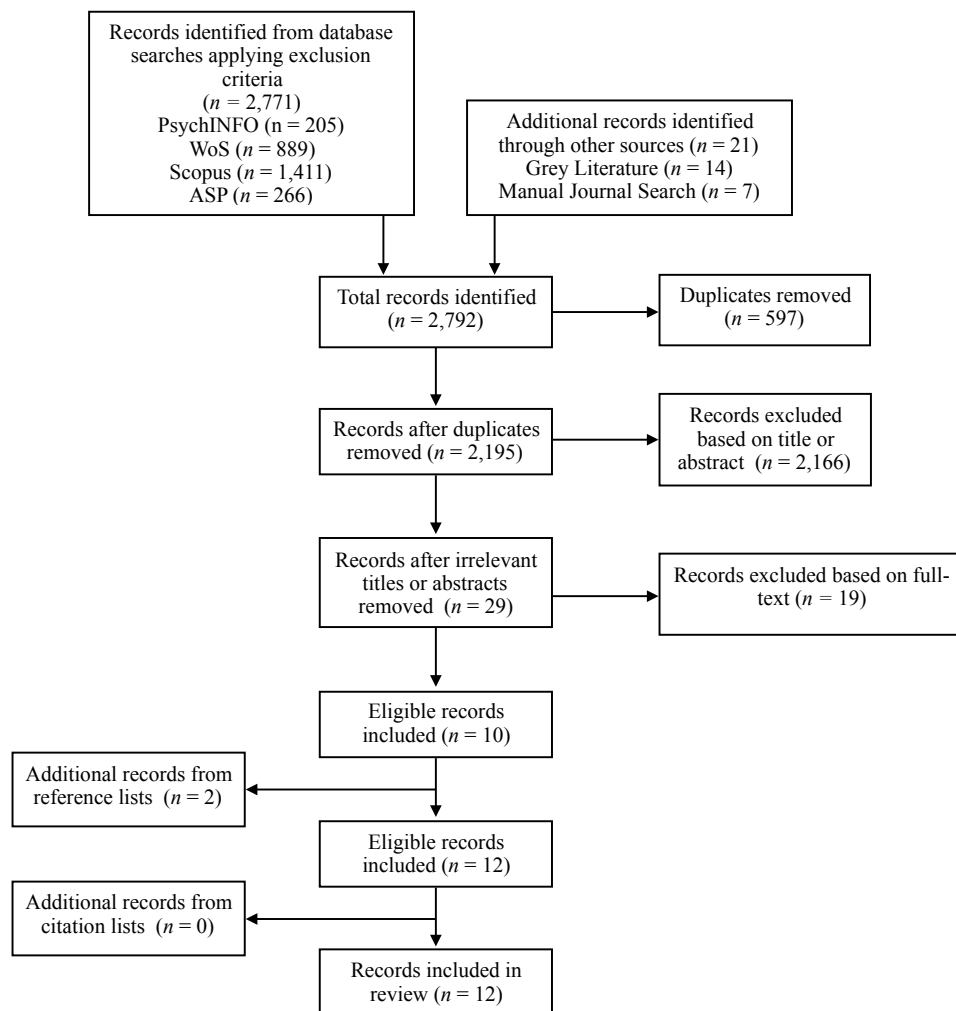 Records identified from database
searches applying exclusion
criteria
(n = 2,771)
PsychINFO (n = 205)
WoS (n = 889)
Scopus (n = 1,411)
ASP (n = 266)
Additional records identified
through other sources (n = 21)
Grey Literature (n = 14)
Manual Journal Search (n = 7)
Total records identified
(n = 2,792)
Duplicates removed
(n = 597)
Records after duplicates
removed (n = 2,195)
Records excluded
based on title or
abstract (n = 2,166)
Records after irrelevant
titles or abstracts
removed (n = 29)
Records excluded based on full-
text (n = 19)
Eligible records
included (n = 10)
Additional records from
reference lists (n = 2)
Eligible records
included (n = 12)
Additional records from
citation lists (n = 0)
Records included in
review (n = 12)